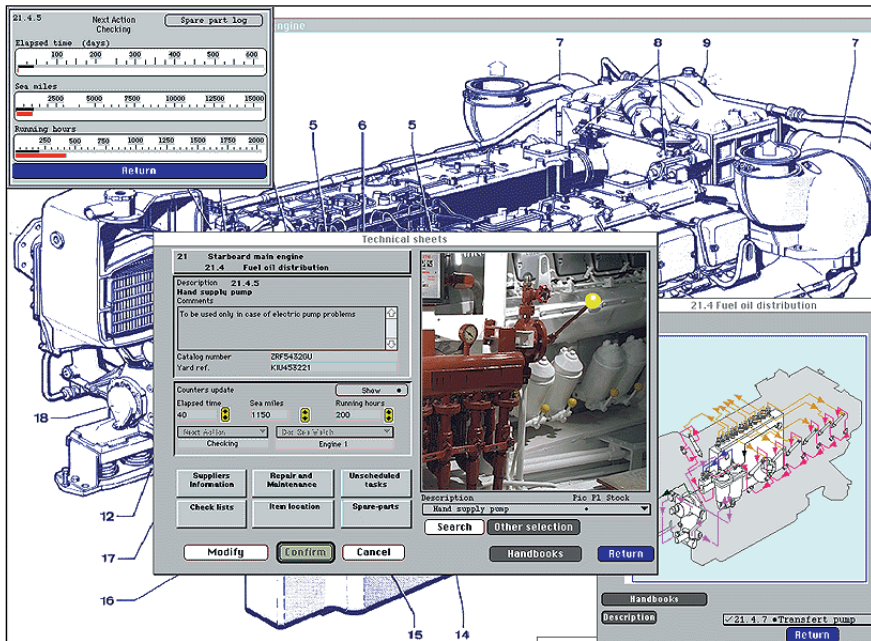 21.4.5
Next Action
Checking
Spare part log
Elapsed time (days)
100 200 300 400 500 600
Sea miles
2500 5000 7500 10000 12500 15000
Running hours
250 500 750 1000 1250 1500 1750 2000
Return
engine
7
8
9
7
5
6
5
Technical sheets
21 Starboard main engine
21.4 Fuel oil distribution
Description 21.4.5
Hand supply pump
Comments
To be used only in case of electric pump problems
Catalog number ZRF5432GU
Yard ref. KIU453221
Counters update
Show
Elapsed time Sea miles Running hours
40 1150 200
Next Action
Checking Engine 1
Suppliers Information
Repair and Maintenance
Unscheduled tasks
Check lists
Item location
Spare-parts
Modify
Confirm
Cancel
Description Pic Pl Stock
Hand supply pump
Search
Other selection
Handbooks
Return
21.4 Fuel oil distribution
Handbooks
Description
21.4.7 •Transfert pump
Return
18
12
17
16
15
14